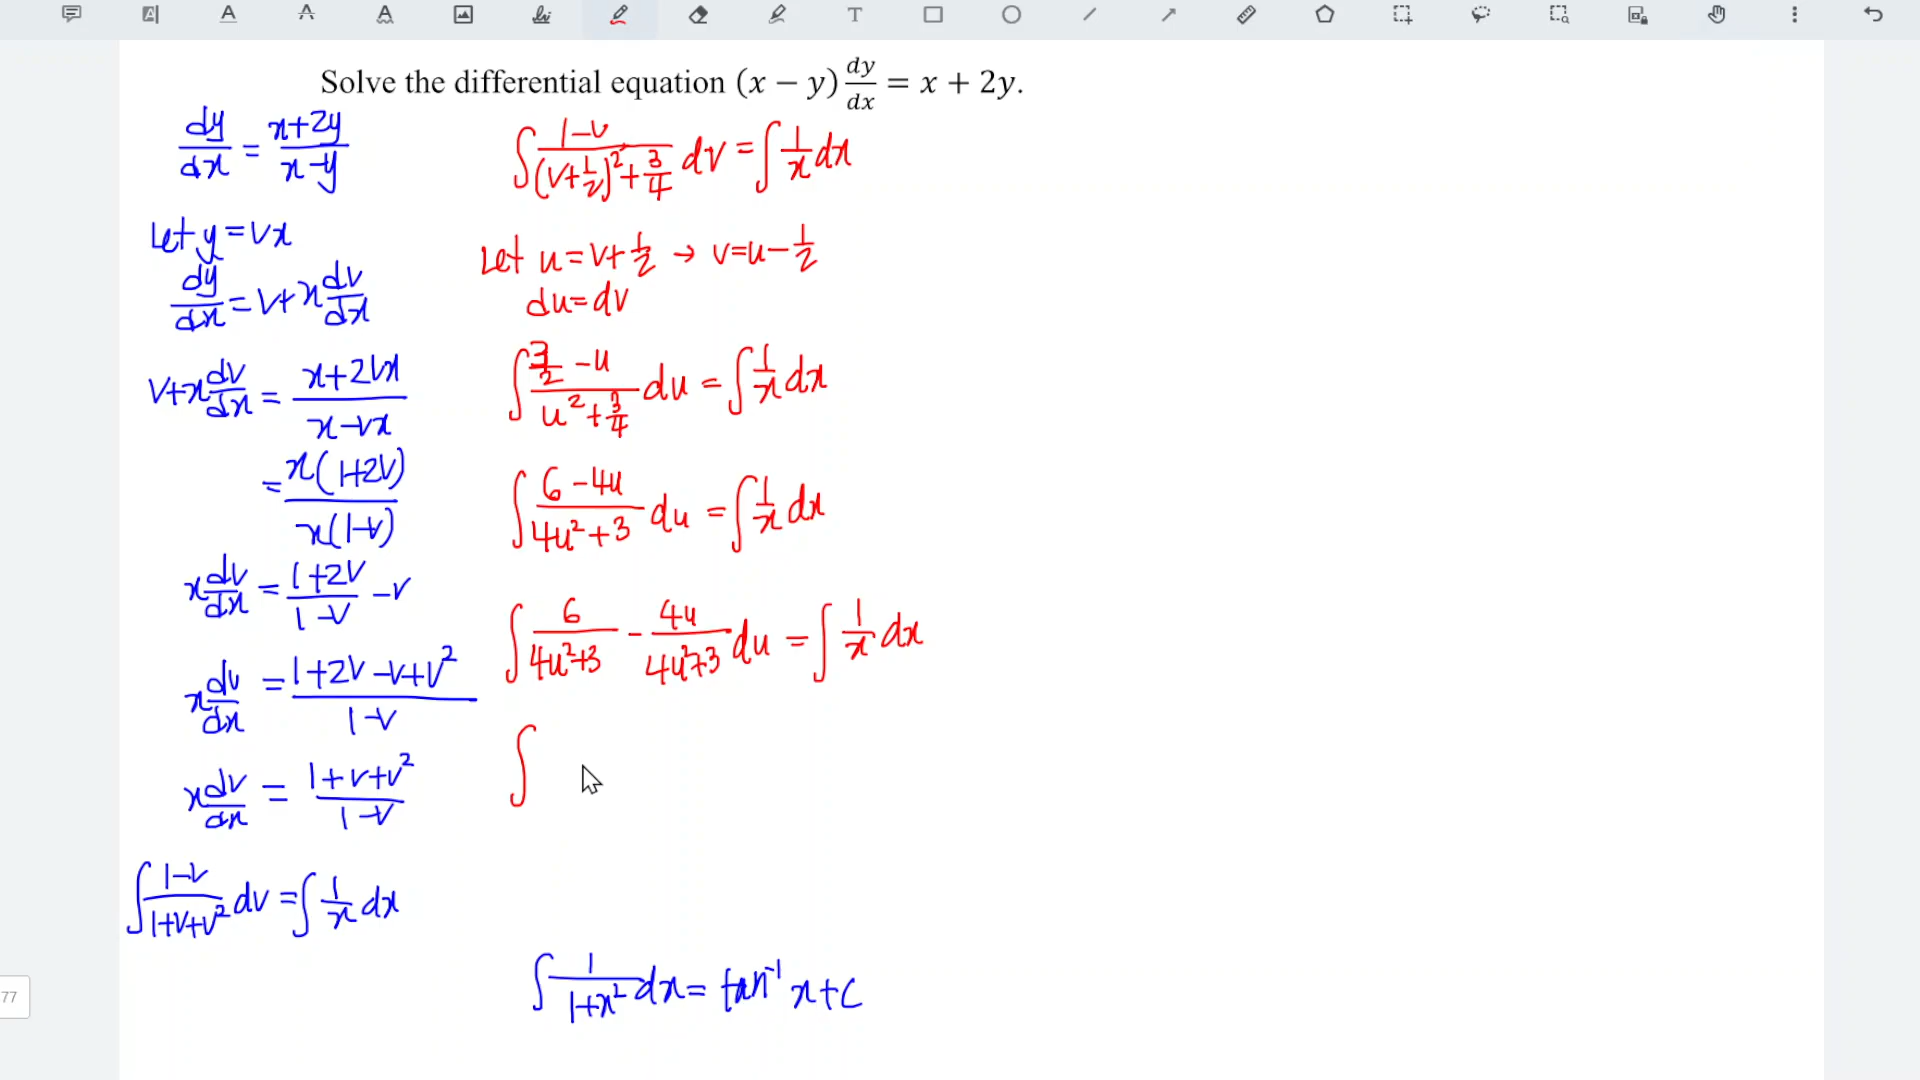 Solve the differential equation (x − y) dy/dx = x + 2y.
dy/dx = (x+2y)/(x-y)
Let y = vx
dy/dx = v+x dv/dx
v+x dv/dx = (x+2vx)/(x-vx)
= x(1+2v)/x(1-v)
x dv/dx = (1+2v)/(1-v) - v
x dv/dx = (1+2v-v+v²)/(1-v)
x dv/dx = (1+v+v²)/(1-v)
∫ (1-v)/(1+v+v²) dv = ∫ 1/x dx
∫ (1-v)/((v+1/2)²+3/4) dv = ∫ 1/x dx
Let u = v+1/2 → v=u-1/2
du = dv
∫ (3/2 - u)/(u²+3/4) du = ∫ 1/x dx
∫ (6-4u)/(4u²+3) du = ∫ 1/x dx
∫ 6/(4u²+3) - 4u/(4u²+3) du = ∫ 1/x dx
∫
∫ 1/(1+x²) dx = tan⁻¹ x+c
77
T